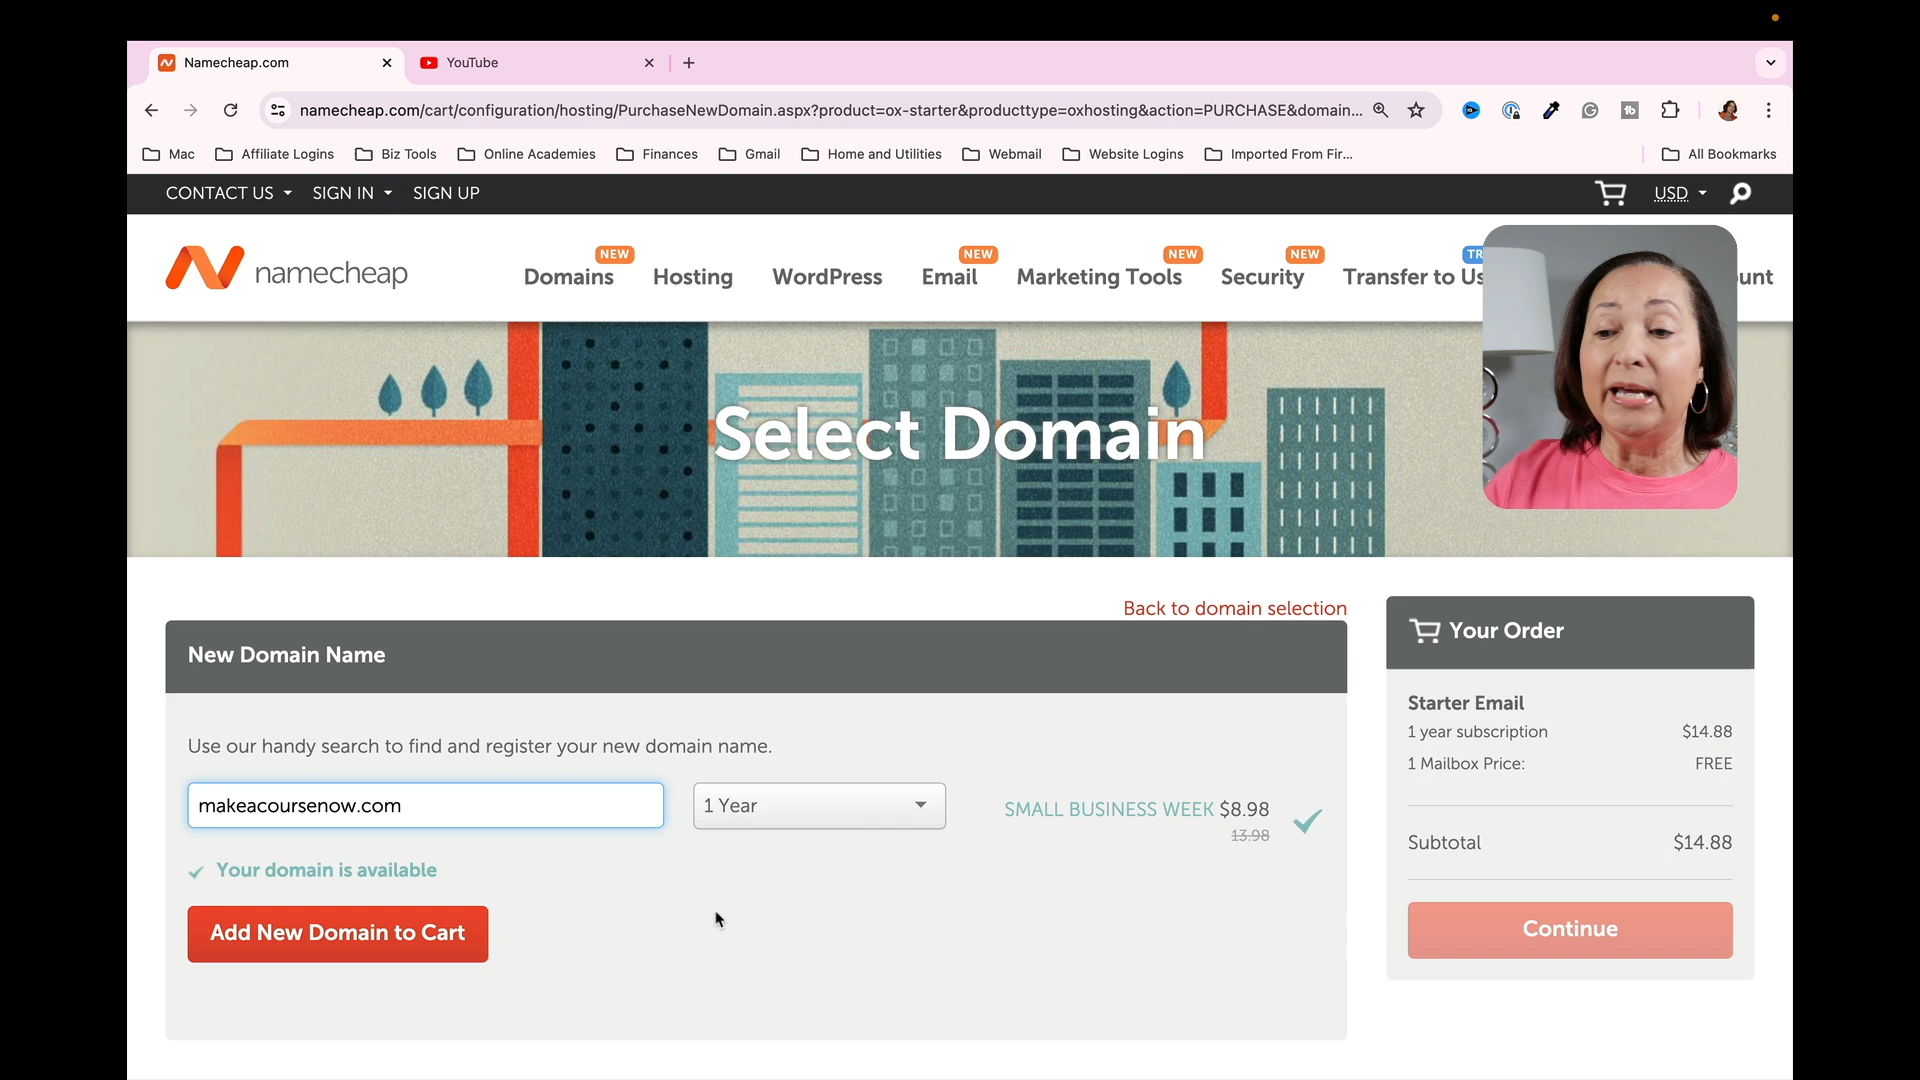 Namecheap.com
YouTube
namecheap.com/cart/configuration/hosting/PurchaseNewDomain.aspx?product=ox-starter&producttype=oxhosting&action=PURCHASE&domain...
Mac Affiliate Logins Biz Tools Online Academies Finances Gmail Home and Utilities Webmail Website Logins Imported From Fir... All Bookmarks
CONTACT US SIGN IN SIGN UP USD
namecheap
NEW NEW NEW NEW TR
Domains Hosting WordPress Email Marketing Tools Security Transfer to Us unt
Select Domain
Back to domain selection
New Domain Name
Use our handy search to find and register your new domain name.
makeacoursenow.com
1 Year
SMALL BUSINESS WEEK $8.98
13.98
Your domain is available
Add New Domain to Cart
Your Order
Starter Email
1 year subscription $14.88
1 Mailbox Price: FREE
Subtotal $14.88
Continue